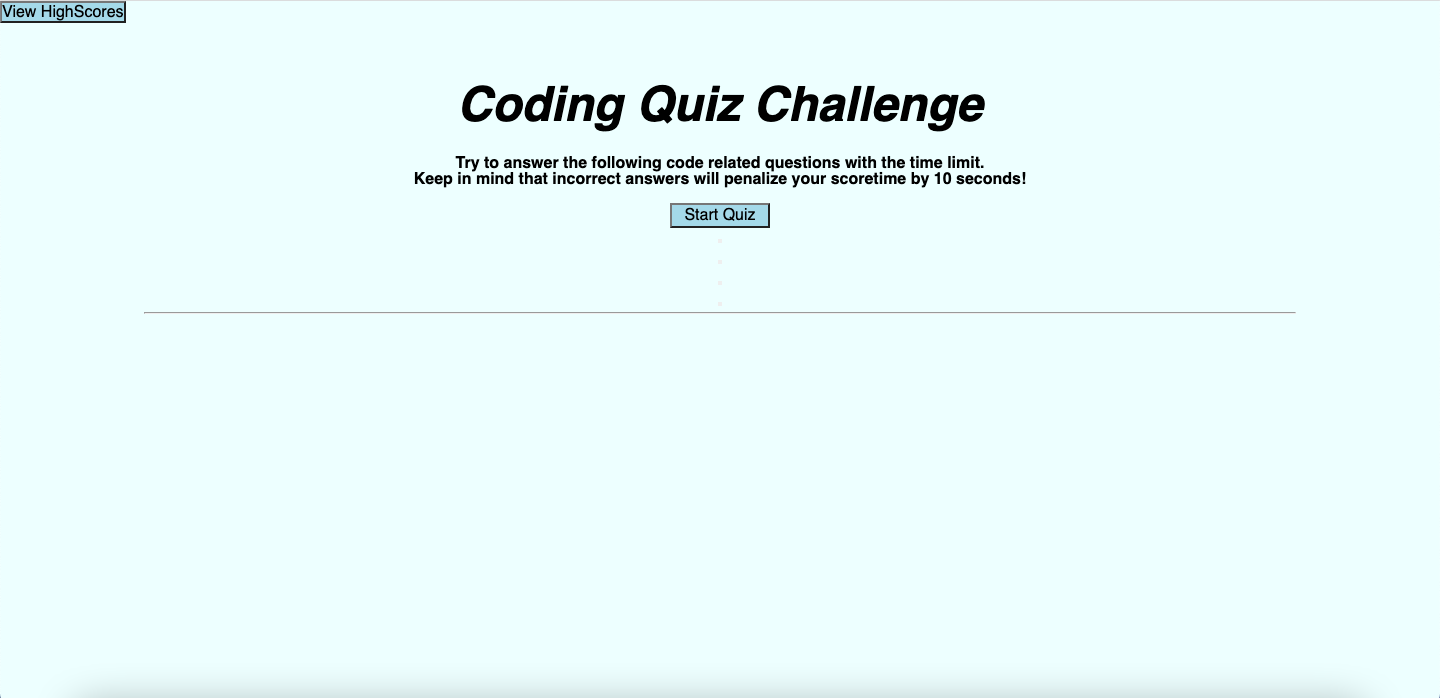 View HighScores
Coding Quiz Challenge
Try to answer the following code related questions with the time limit.
Keep in mind that incorrect answers will penalize your scoretime by 10 seconds!
Start Quiz